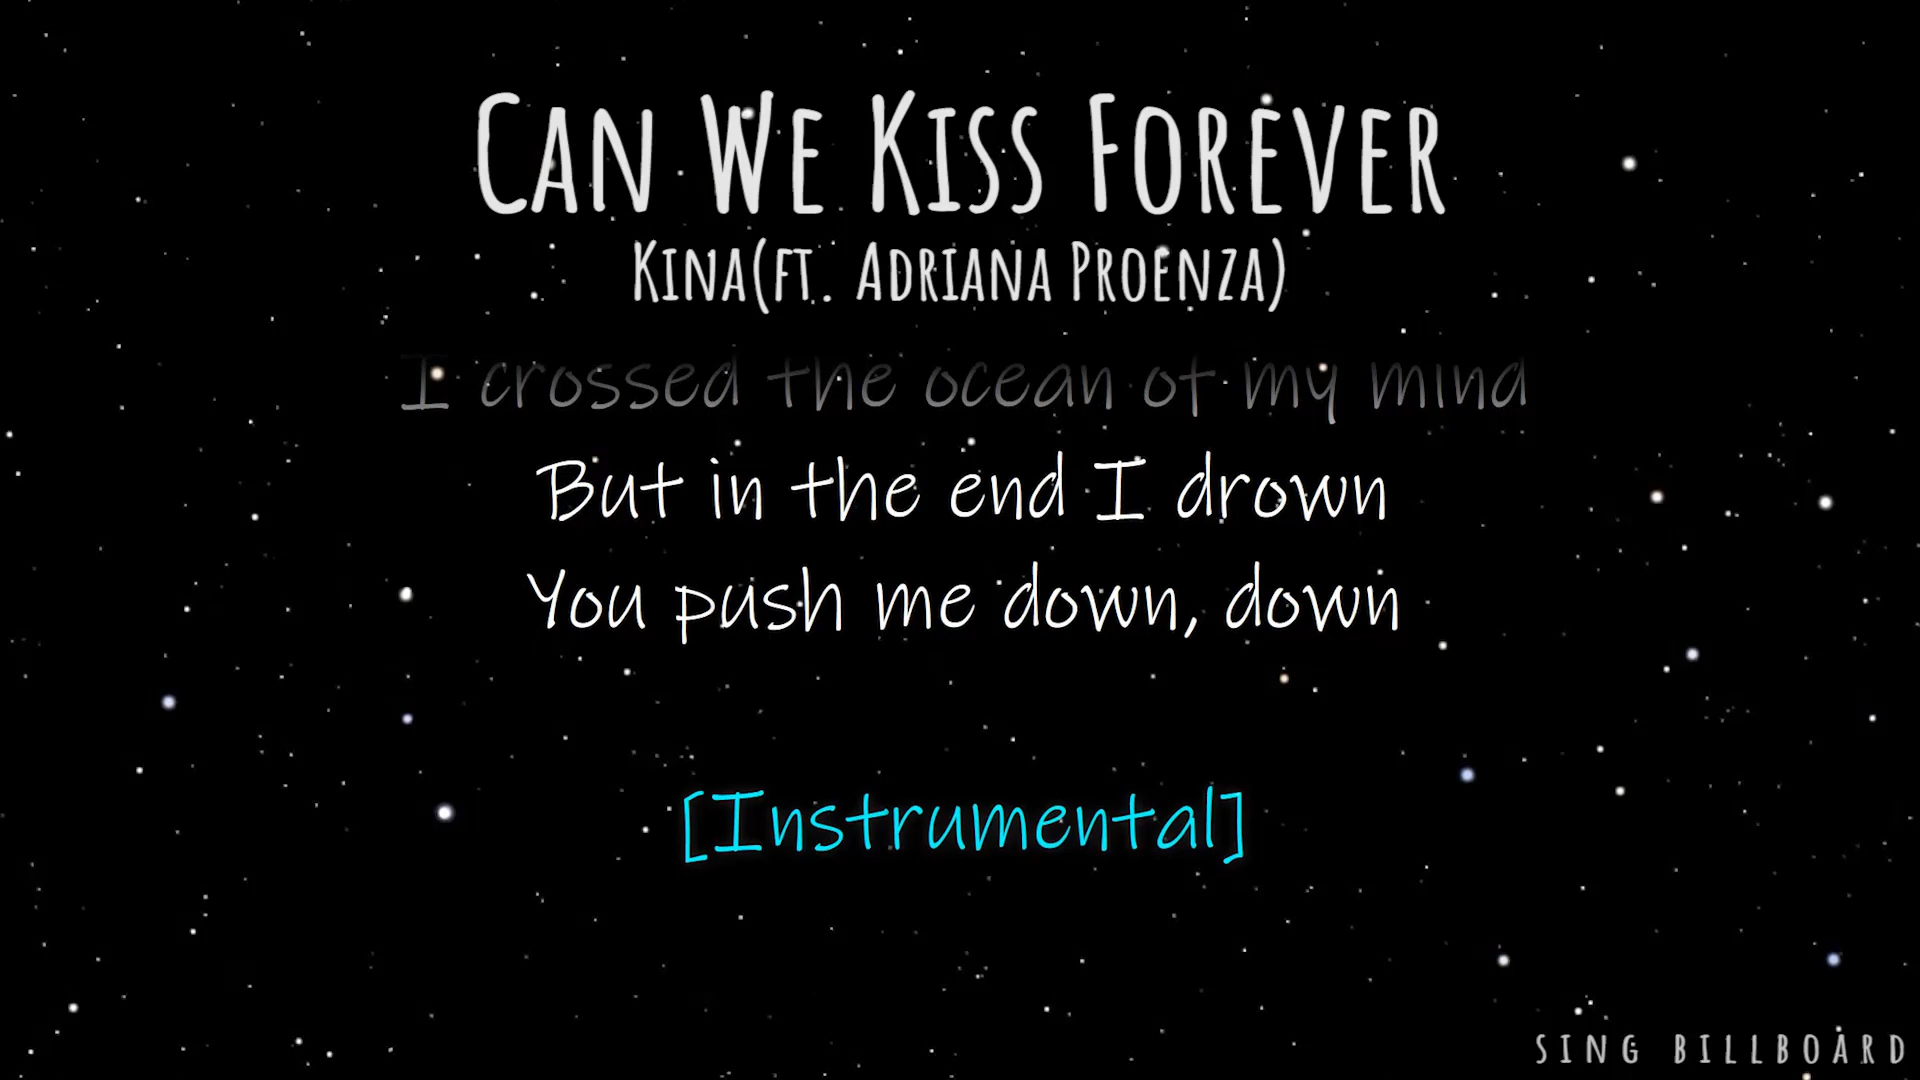 CAN WE KISS FOREVER
KINA(FT. ADRIANA PROENZA)
I crossed the ocean of my mind
But in the end I drown
You push me down, down
[Instrumental]
SING BILLBOARD